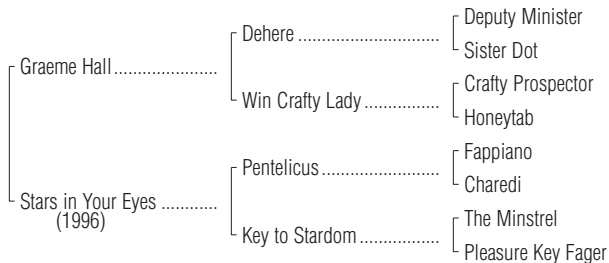 Deputy Minister
Dehere ..............................
Sister Dot
Graeme Hall......................
Crafty Prospector
Win Crafty Lady ................
Honeytab
Fappiano
Pentelicus.........................
Charedi
Stars in Your Eyes ............
(1996)
The Minstrel
Key to Stardom.................
Pleasure Key Fager